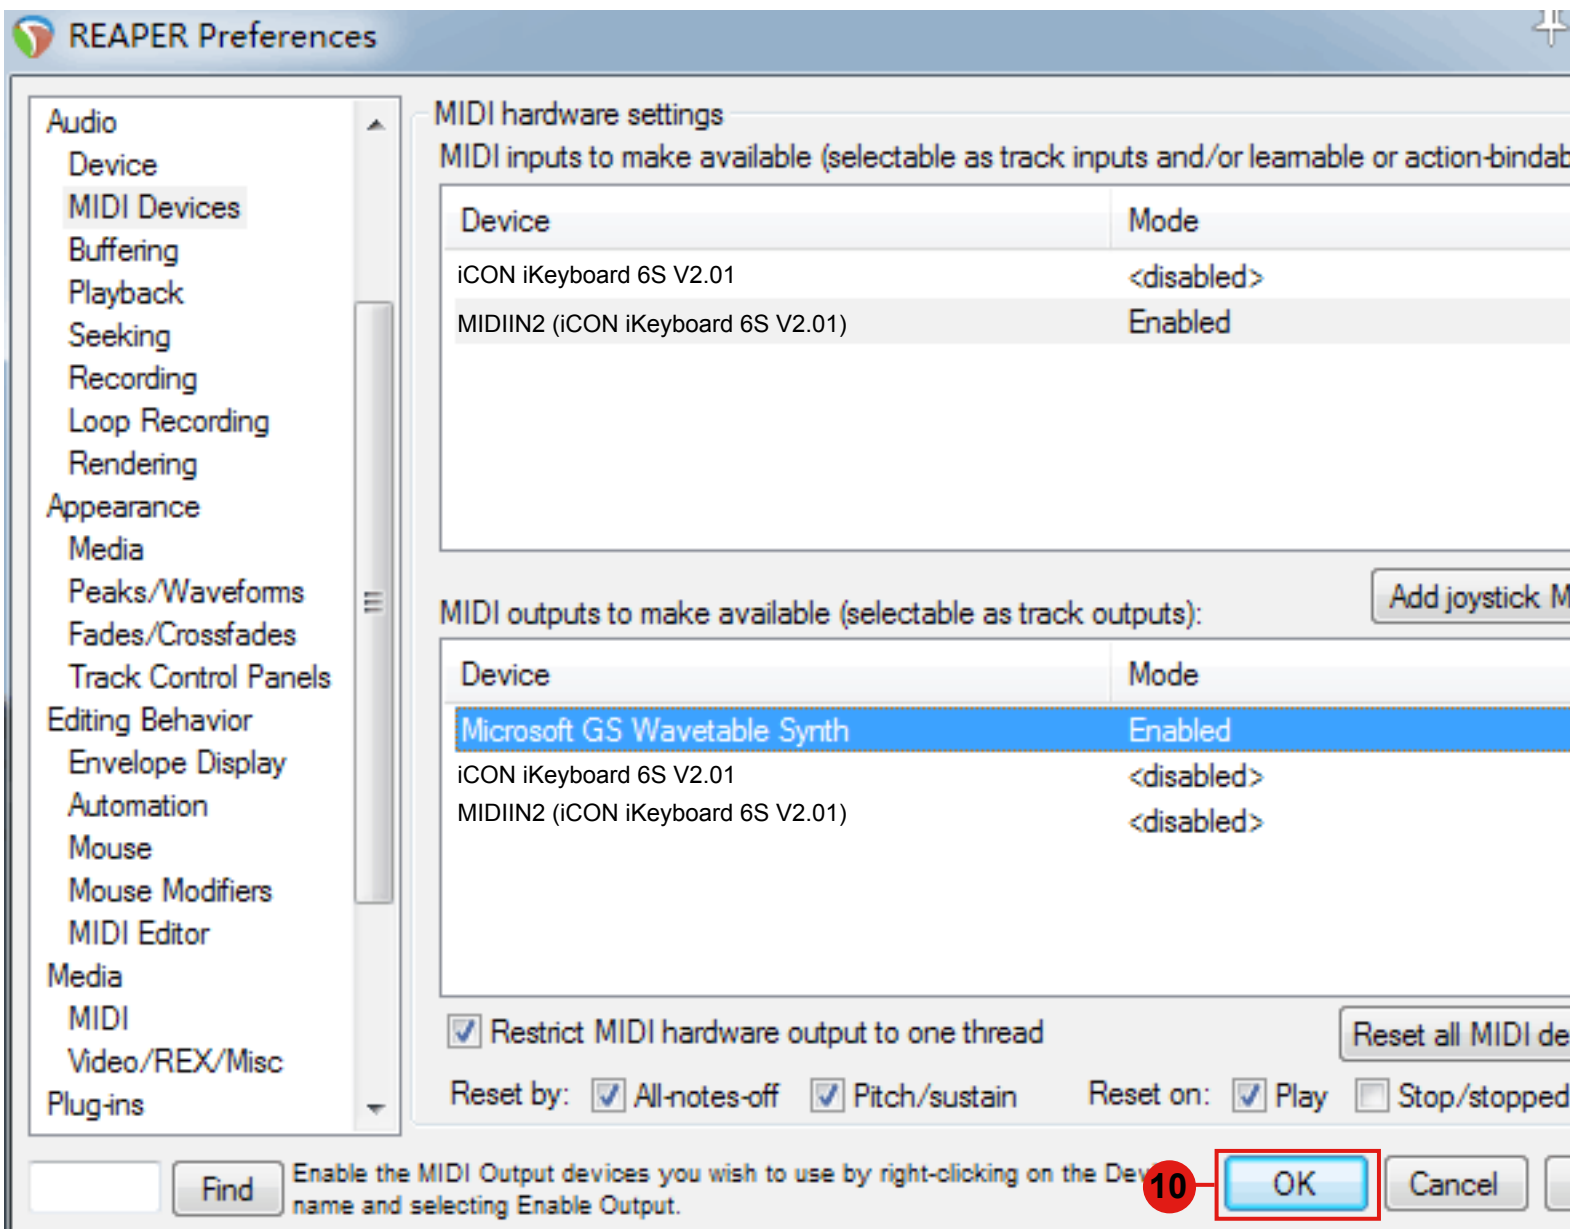 REAPER Preferences
Audio
Device
MIDI Devices
Buffering
Playback
Seeking
Recording
Loop Recording
Rendering
Appearance
Media
Peaks/Waveforms
Fades/Crossfades
Track Control Panels
Editing Behavior
Envelope Display
Automation
Mouse
Mouse Modifiers
MIDI Editor
Media
MIDI
Video/REX/Misc
Plug-ins
Find
MIDI hardware settings
MIDI inputs to make available (selectable as track inputs and/or learnable or action-bindab
Device Mode
iCON iKeyboard 6S V2.01 <disabled>
MIDIIN2 (iCON iKeyboard 6S V2.01) Enabled
Add joystick M
MIDI outputs to make available (selectable as track outputs):
Device Mode
Microsoft GS Wavetable Synth Enabled
iCON iKeyboard 6S V2.01 <disabled>
MIDIIN2 (iCON iKeyboard 6S V2.01) <disabled>
Restrict MIDI hardware output to one thread Reset all MIDI de
Reset by: All-notes-off Pitch/sustain Reset on: Play Stop/stopped
Enable the MIDI Output devices you wish to use by right-clicking on the Dev
name and selecting Enable Output.
10 OK Cancel